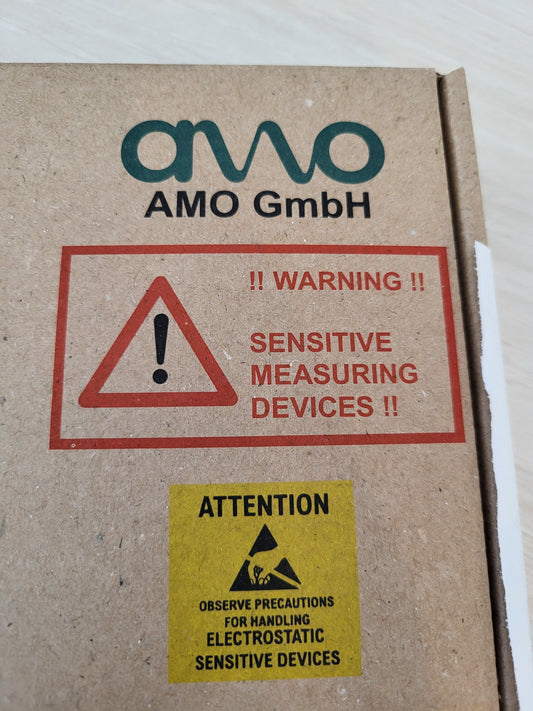 amo
AMO GmbH
!! WARNING !!
SENSITIVE
MEASURING
DEVICES !!
ATTENTION
OBSERVE PRECAUTIONS
FOR HANDLING
ELECTROSTATIC
SENSITIVE DEVICES